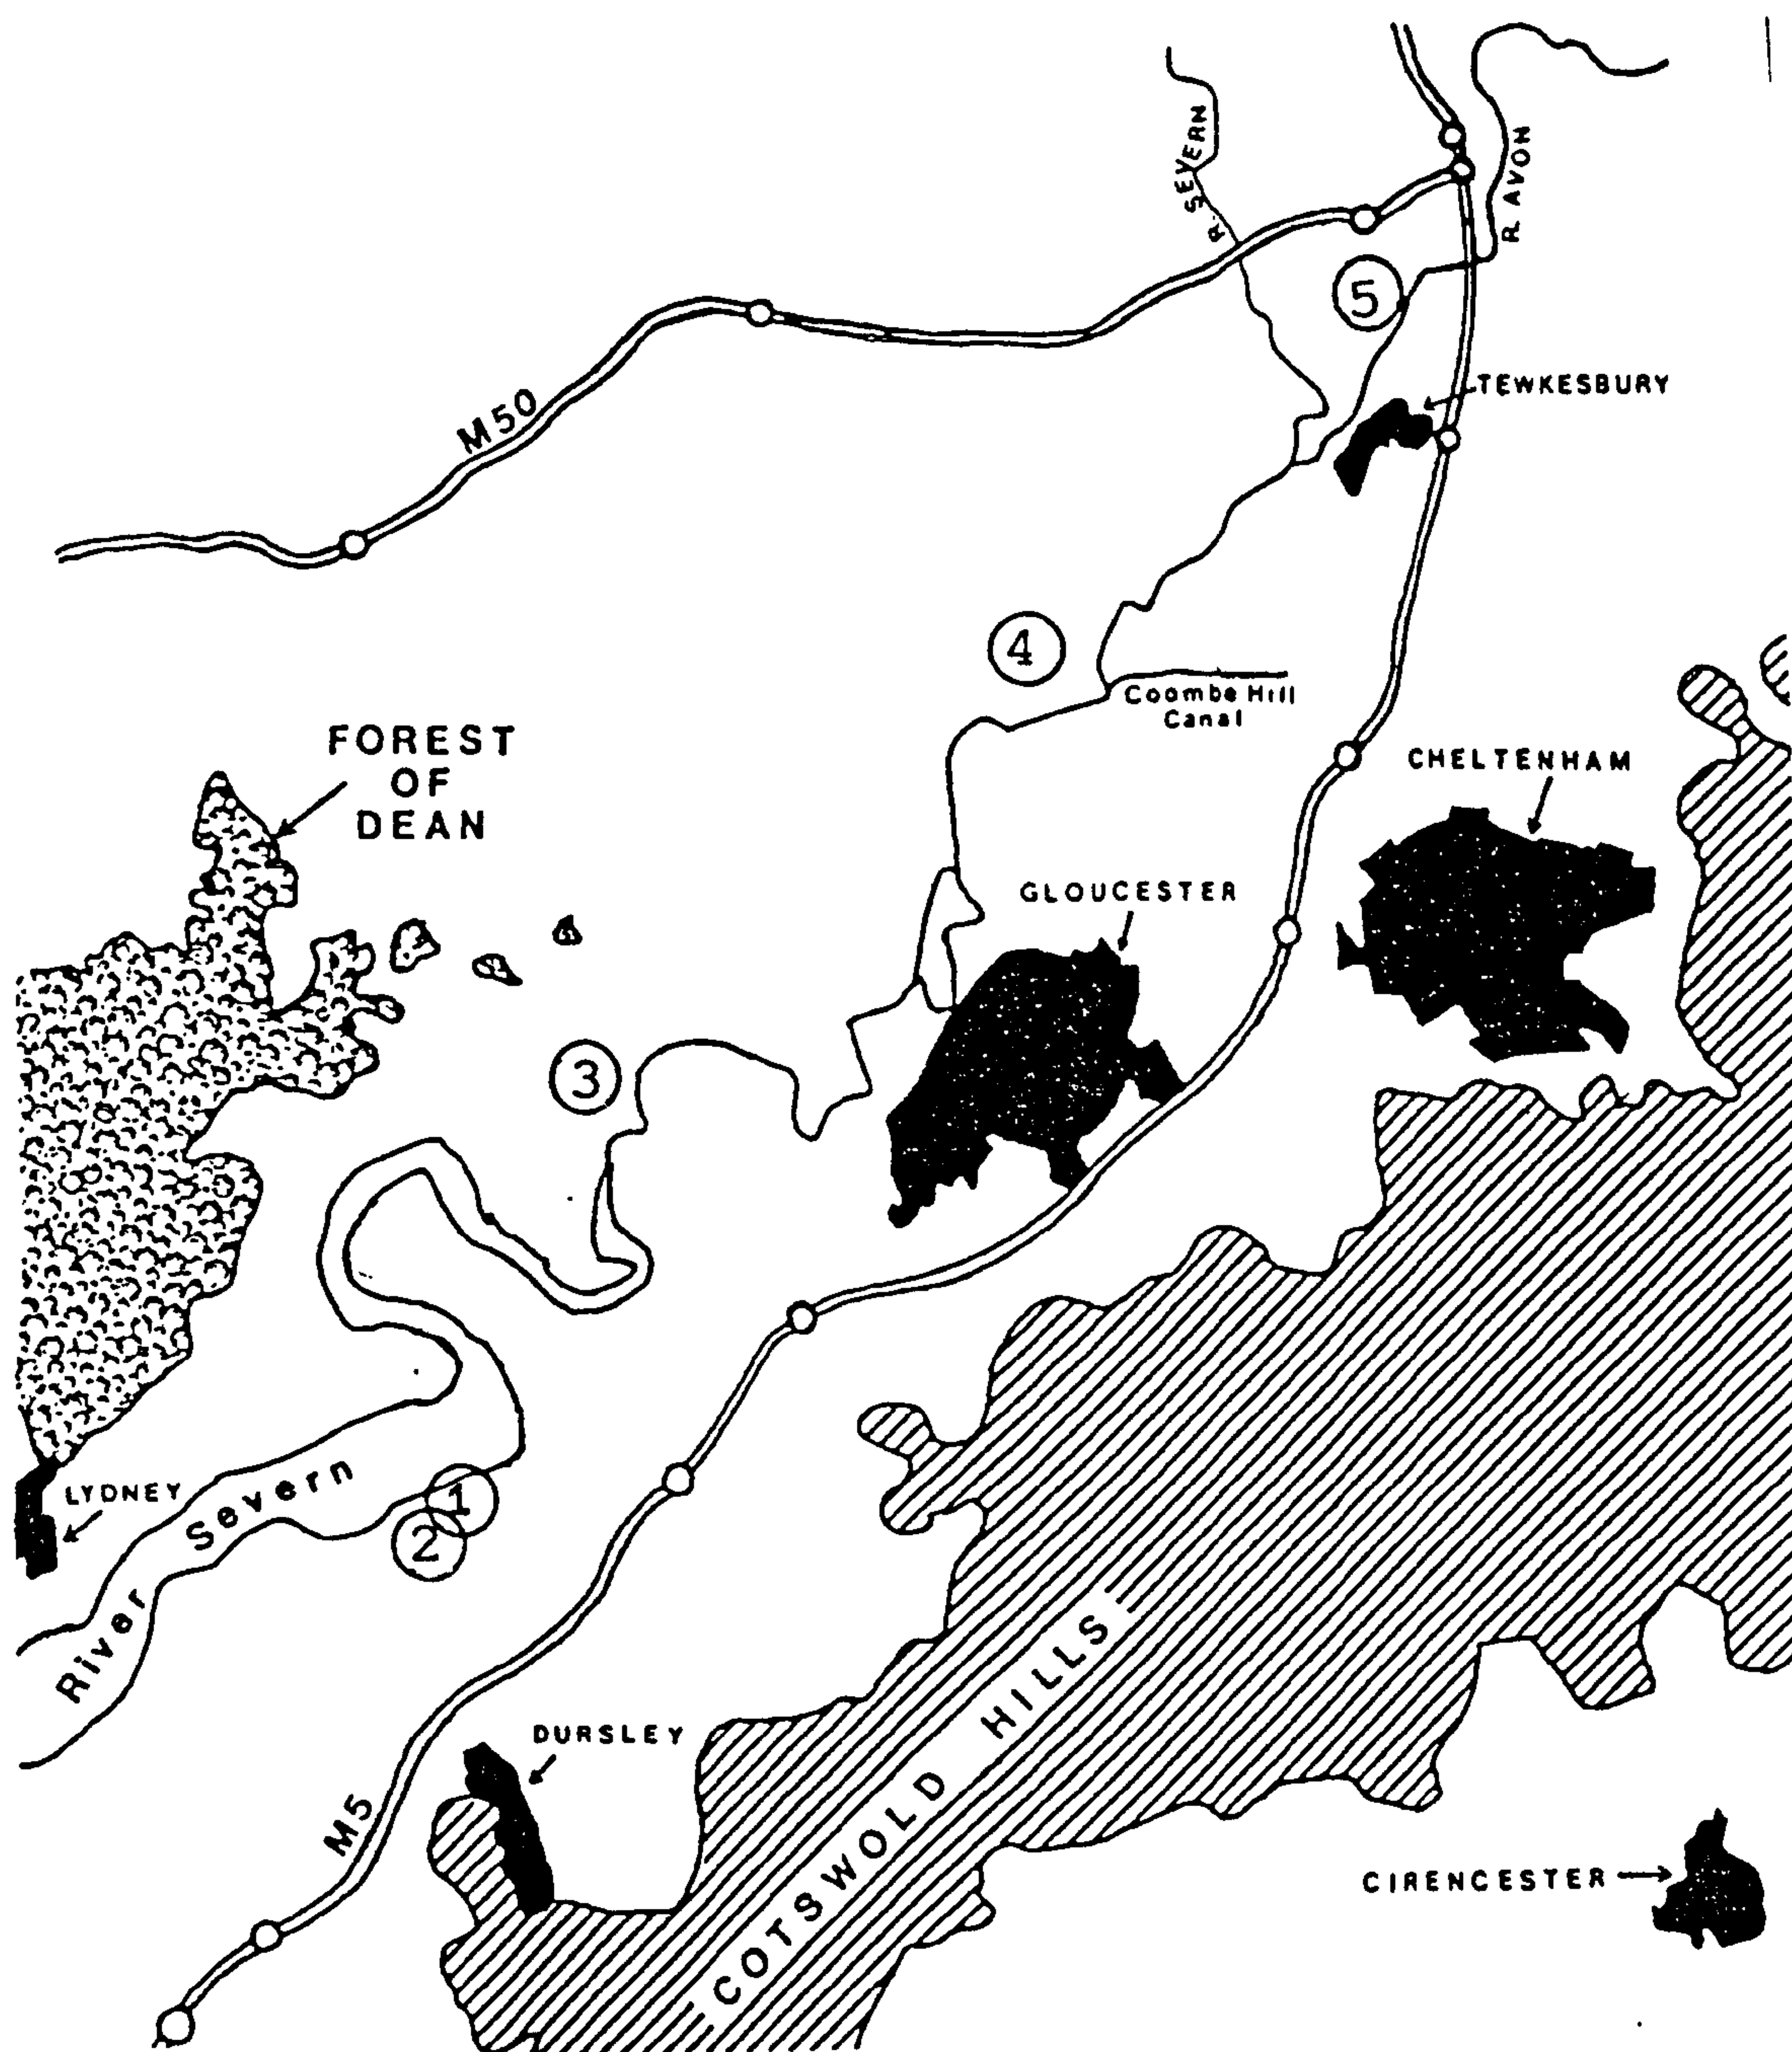 R. SEVERN
R. AVON
5
TEWKESBURY
M50
4
Coombe Hill
Canal
FOREST
OF
DEAN
CHELTENHAM
GLOUCESTER
3
LYDNEY
River Severn
1
2
DURSLEY
M5
COTSWOLD HILLS
CIRENCESTER